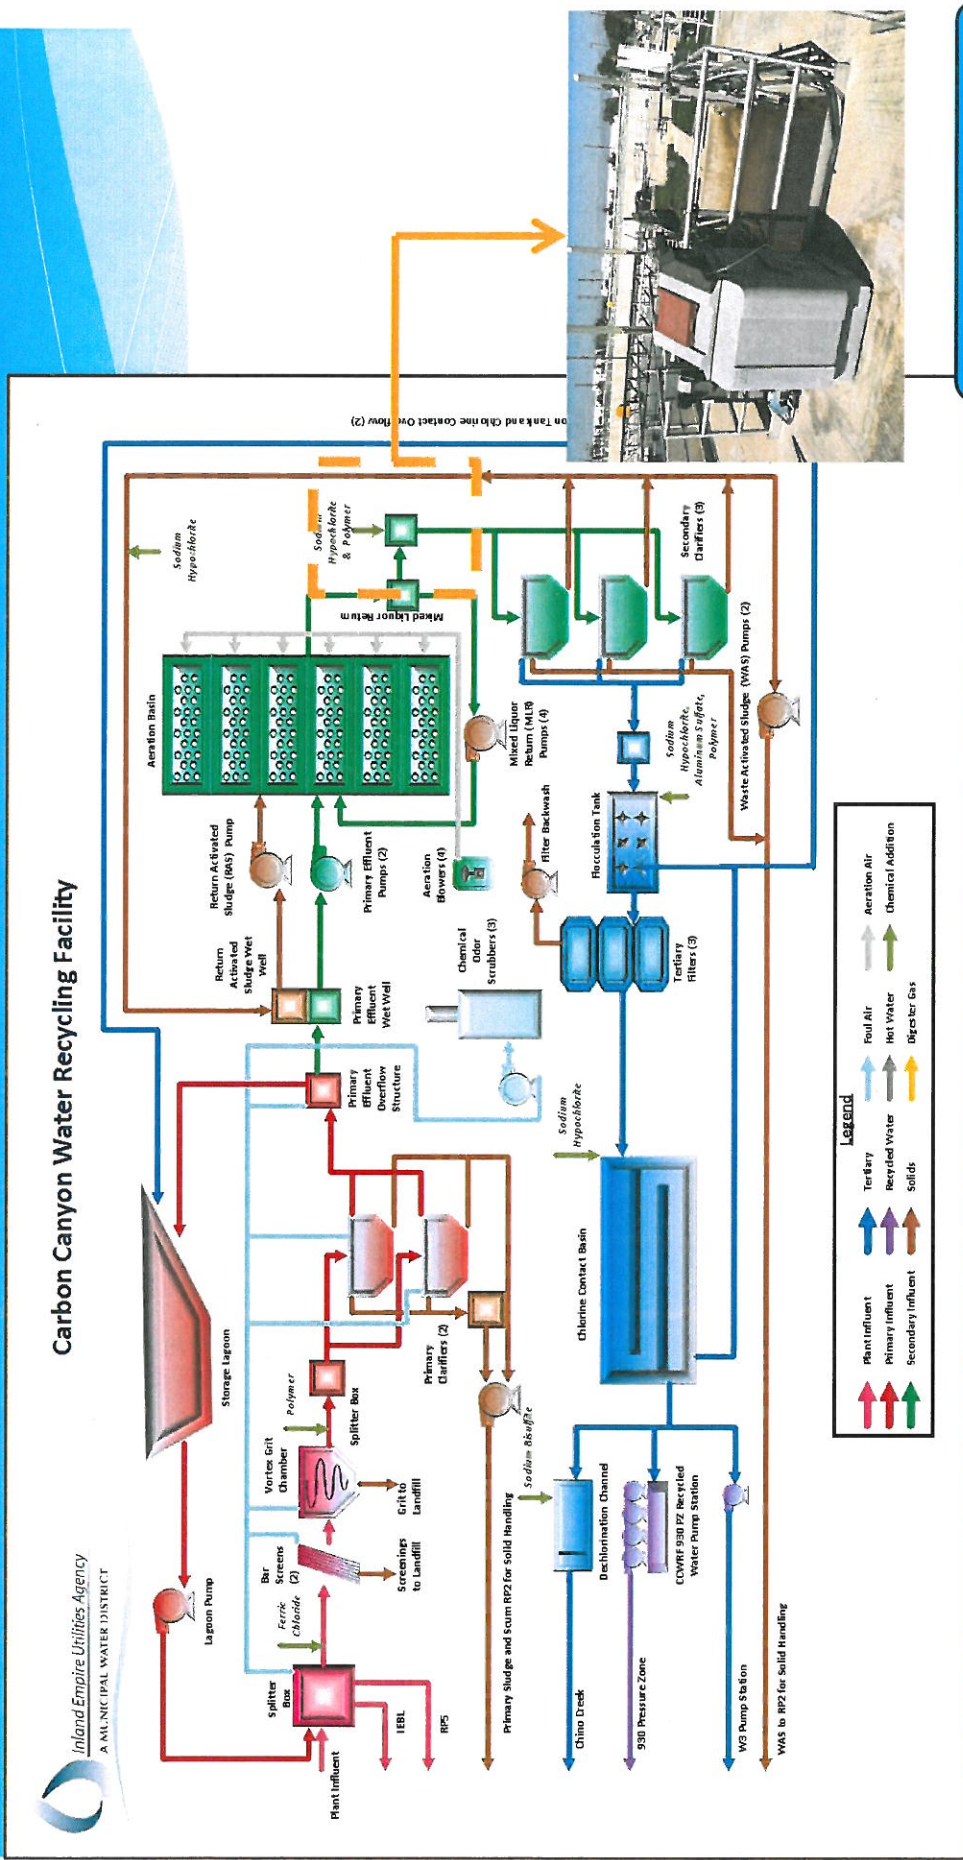 Inland Empire Utilities Agency
A MUNICIPAL WATER DISTRICT
Carbon Canyon Water Recycling Facility
Storage Lagoon
Lagoon Pump
Plant Influent
Splitter
Box
IEBL
RP5
Ferric
Chloride
Bar
Screens
(2)
Screenings
to Landfill
Vortex Grit
Chamber
Grit to
Landfill
Polymer
Splitter Box
Primary
Clarifiers (2)
Primary
Effluent
Overflow
Structure
Primary
Effluent
Wet Well
Return
Activated
Sludge Wet
Well
Return Activated
Sludge (RAS) Pump
Primary Effluent
Pumps (2)
Aeration
Blowers (4)
Aeration Basin
Sodium
Hypochlorite
Mixed Liquor Return
Hypochlorite
& Polymer
on Tank and Chlorine Contact Overflow (2)
Mixed Liquor
Return (MLR)
Pumps (4)
Secondary
Clarifiers (3)
Waste Activated Sludge (WAS) Pumps (2)
Sodium
Hypochlorite,
Aluminum Sulfate,
Polymer
Flocculation Tank
Filter Backwash
Tertiary
Filters (3)
Chemical
Odor
Scrubbers (3)
Sodium
Hypochlorite
Chlorine Contact Basin
Sodium Bisulfite
Primary Sludge and Scum RP2 for Solid Handling
Dechlorination Channel
Chino Creek
CCWRF 930 PZ Recycled
Water Pump Station
930 Pressure Zone
W3 Pump Station
WAS to RP2 for Solid Handling
Legend
Plant Influent
Tertiary
Foul Air
Aeration Air
Primary Influent
Recycled Water
Hot Water
Chemical Addition
Secondary Influent
Solids
Digester Gas